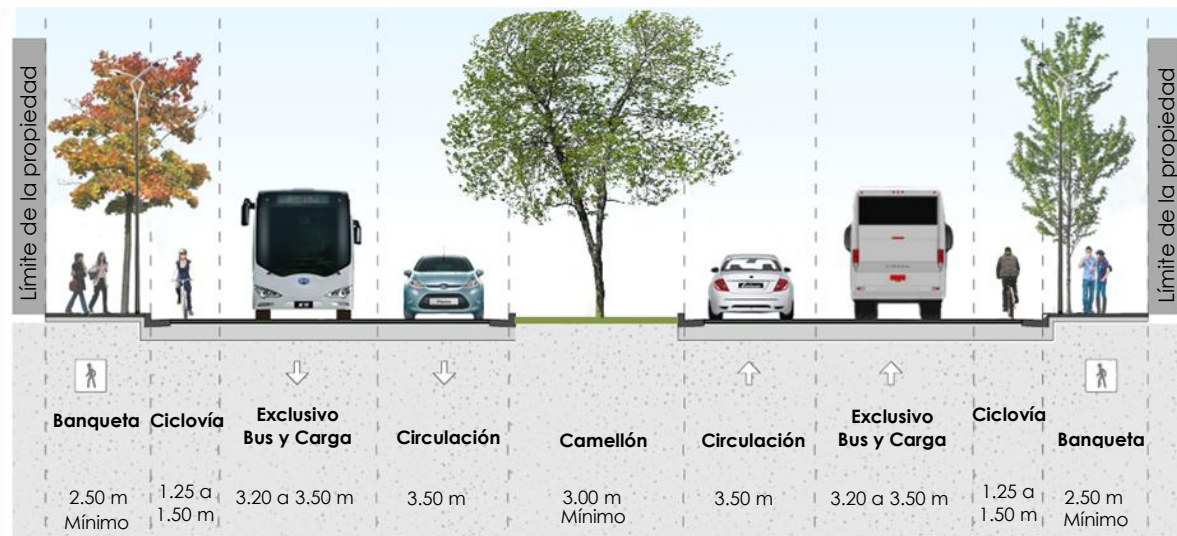 Límite de la propiedad
Límite de la propiedad
Banqueta
Ciclovía
Exclusivo
Bus y Carga
Circulación
Camellón
Circulación
Exclusivo
Bus y Carga
Ciclovía
Banqueta
2.50 m
Mínimo
1.25 a
1.50 m
3.20 a 3.50 m
3.50 m
3.00 m
Mínimo
3.50 m
3.20 a 3.50 m
1.25 a
1.50 m
2.50 m
Mínimo